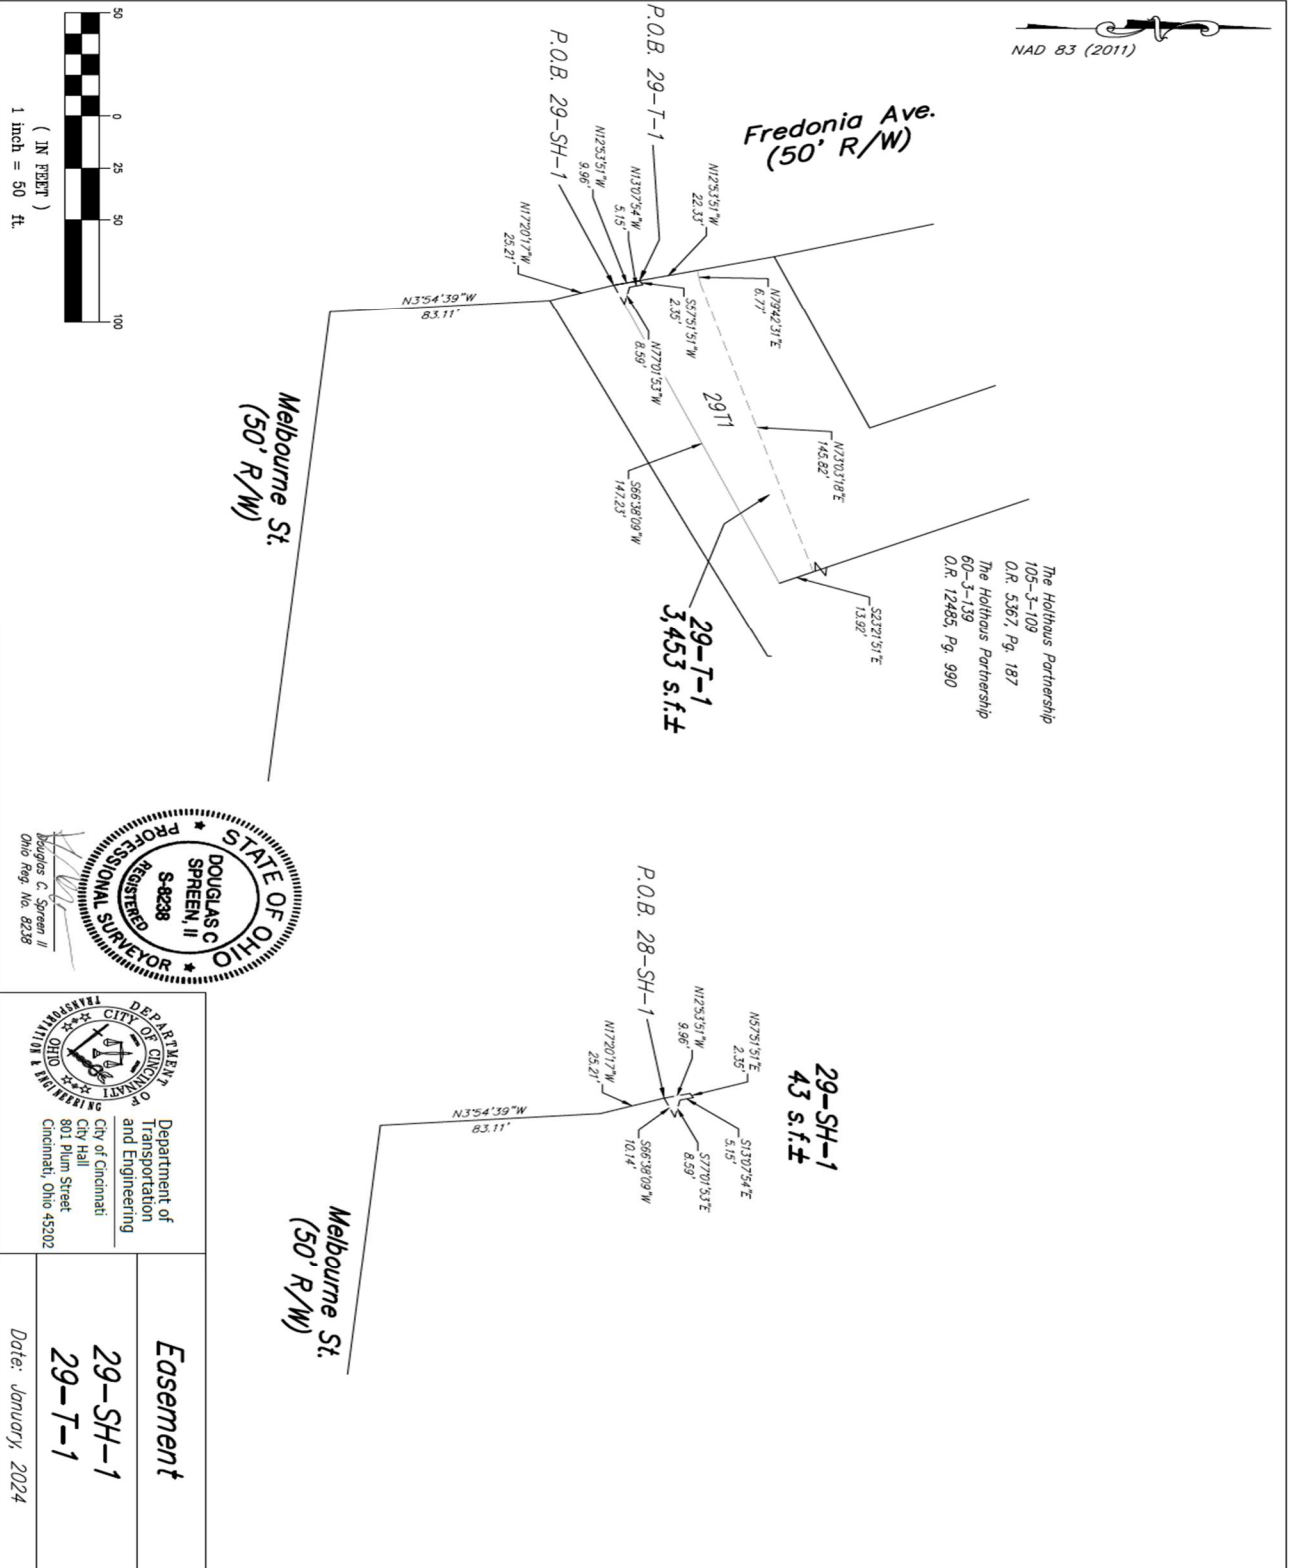 NAD 83 (2011)
Fredonia Ave.
(50' R/W)
P.O.B. 29-T-1
P.O.B. 29-SH-1
N12°53'51"W
22.33'
N13°07'54"W
5.15'
N12°53'51"W
9.96'
N17°20'17"W
25.21'
N3°54'39"W
83.11'
N79°42'31"E
6.77'
S57°51'51"W
2.35'
N77°01'53"W
8.59'
29T1
N73°03'18"E
145.82'
S66°38'09"W
147.23'
S23°21'51"E
13.92'
29-T-1
3,453 s.f.±
The Holthaus Partnership
105-3-109
O.R. 5367, Pg. 187
The Holthaus Partnership
60-3-139
O.R. 12485, Pg. 990
Melbourne St.
(50' R/W)
50
0
25
50
100
( IN FEET )
1 inch = 50 ft.
29-SH-1
43 s.f.±
P.O.B. 28-SH-1
N57°51'51"E
2.35'
N12°53'51"W
9.96'
N17°20'17"W
25.21'
N3°54'39"W
83.11'
S13°07'54"E
5.15'
S77°01'53"E
8.59'
S66°38'09"W
10.14'
Melbourne St.
(50' R/W)
STATE OF OHIO
DOUGLAS C
SPREEN, II
S-8238
REGISTERED
PROFESSIONAL SURVEYOR
Douglas C. Spreen II
Ohio Reg. No. 8238
DEPARTMENT OF
TRANSPORTATION & ENGINEERING
CITY OF CINCINNATI
OHIO
Department of
Transportation
and Engineering
City of Cincinnati
City Hall
801 Plum Street
Cincinnati, Ohio 45202
Easement
29-SH-1
29-T-1
Date: January, 2024